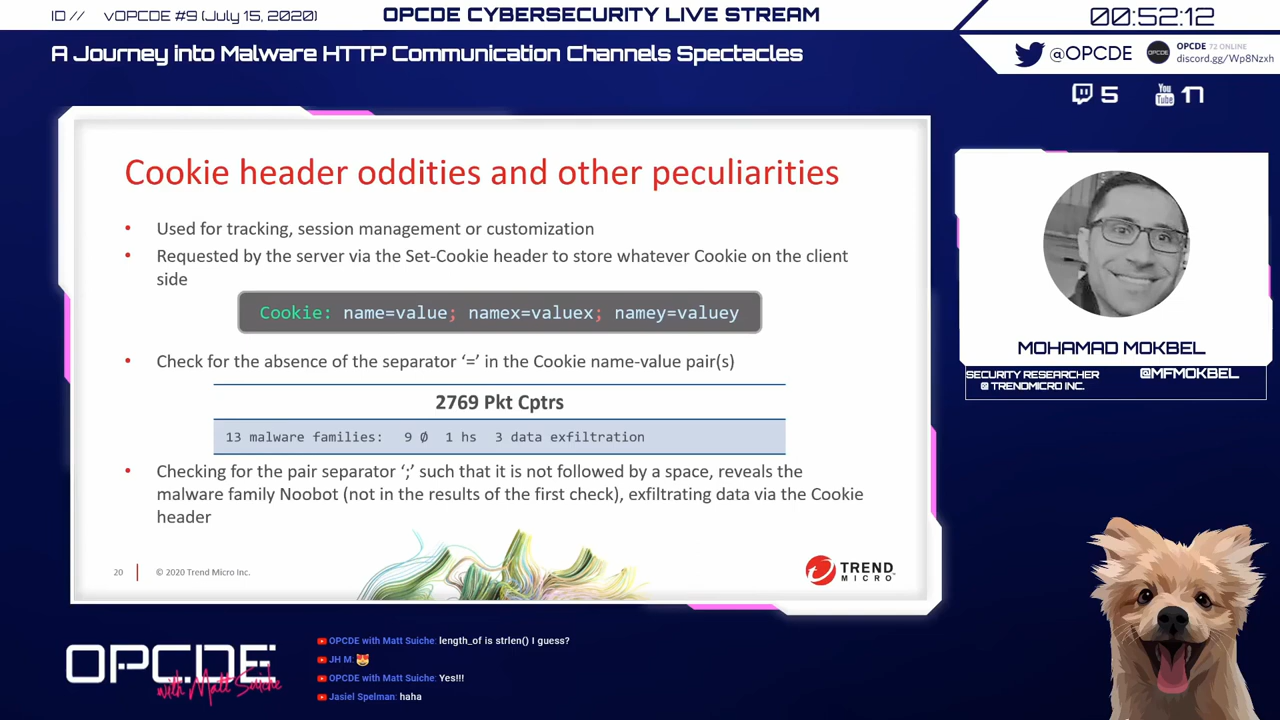 ID // vOPCDE #9 (July 15, 2020)
OPCDE CYBERSECURITY LIVE STREAM
00:52:12
A Journey into Malware HTTP Communication Channels Spectacles
@OPCDE
OPCDE
OPCDE 72 ONLINE
discord.gg/Wp8Nzxh
5
You
Tube
17
Cookie header oddities and other peculiarities
• Used for tracking, session management or customization
• Requested by the server via the Set-Cookie header to store whatever Cookie on the client
side
Cookie: name=value; namex=valuex; namey=valuey
• Check for the absence of the separator ‘=’ in the Cookie name-value pair(s)
2769 Pkt Cptrs
13 malware families: 9 Ø 1 hs 3 data exfiltration
• Checking for the pair separator ‘;’ such that it is not followed by a space, reveals the
malware family Noobot (not in the results of the first check), exfiltrating data via the Cookie
header
20
© 2020 Trend Micro Inc.
TREND
MICRO
MOHAMAD MOKBEL
SECURITY RESEARCHER
@ TRENDMICRO INC.
@MFMOKBEL
OPCDE
with Matt Suiche
OPCDE with Matt Suiche: length_of is strlen() I guess?
JH M:
OPCDE with Matt Suiche: Yes!!!
Jasiel Spelman: haha